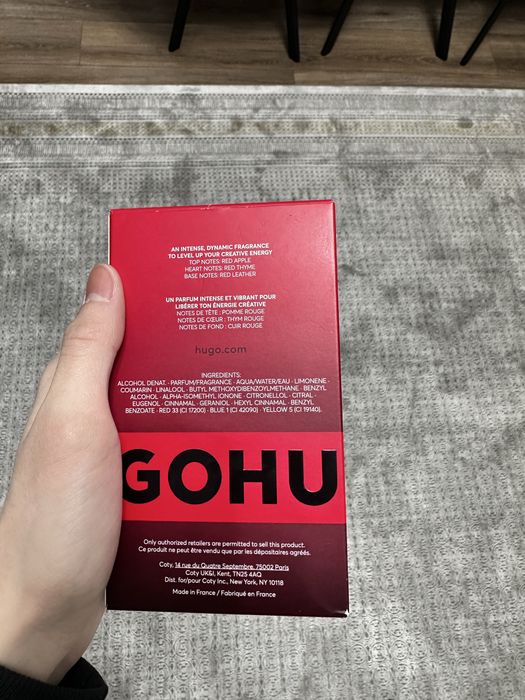 AN INTENSE, DYNAMIC FRAGRANCE
TO LEVEL UP YOUR CREATIVE ENERGY
TOP NOTES: RED APPLE
HEART NOTES: RED THYME
BASE NOTES: RED LEATHER
UN PARFUM INTENSE ET VIBRANT POUR
LIBÉRER TON ÉNERGIE CRÉATIVE
NOTES DE TÊTE : POMME ROUGE
NOTES DE CŒUR : THYM ROUGE
NOTES DE FOND : CUIR ROUGE
hugo.com
INGREDIENTS:
ALCOHOL DENAT. • PARFUM/FRAGRANCE • AQUA/WATER/EAU • LIMONENE •
COUMARIN • LINALOOL • BUTYL METHOXYDIBENZOYLMETHANE • BENZYL
ALCOHOL • ALPHA-ISOMETHYL IONONE • CITRONELLOL • CITRAL •
EUGENOL • CINNAMAL • GERANIOL • HEXYL CINNAMAL • BENZYL
BENZOATE • RED 33 (CI 17200) • BLUE 1 (CI 42090) • YELLOW 5 (CI 19140).
GOHU
Only authorized retailers are permitted to sell this product.
Ce produit ne peut être vendu que par les dépositaires agréés.
Coty, 14 rue du Quatre Septembre, 75002 Paris
Coty UK&I, Kent, TN25 4AQ
Dist. for/pour Coty Inc., New York, NY 10118
Made in France / Fabriqué en France